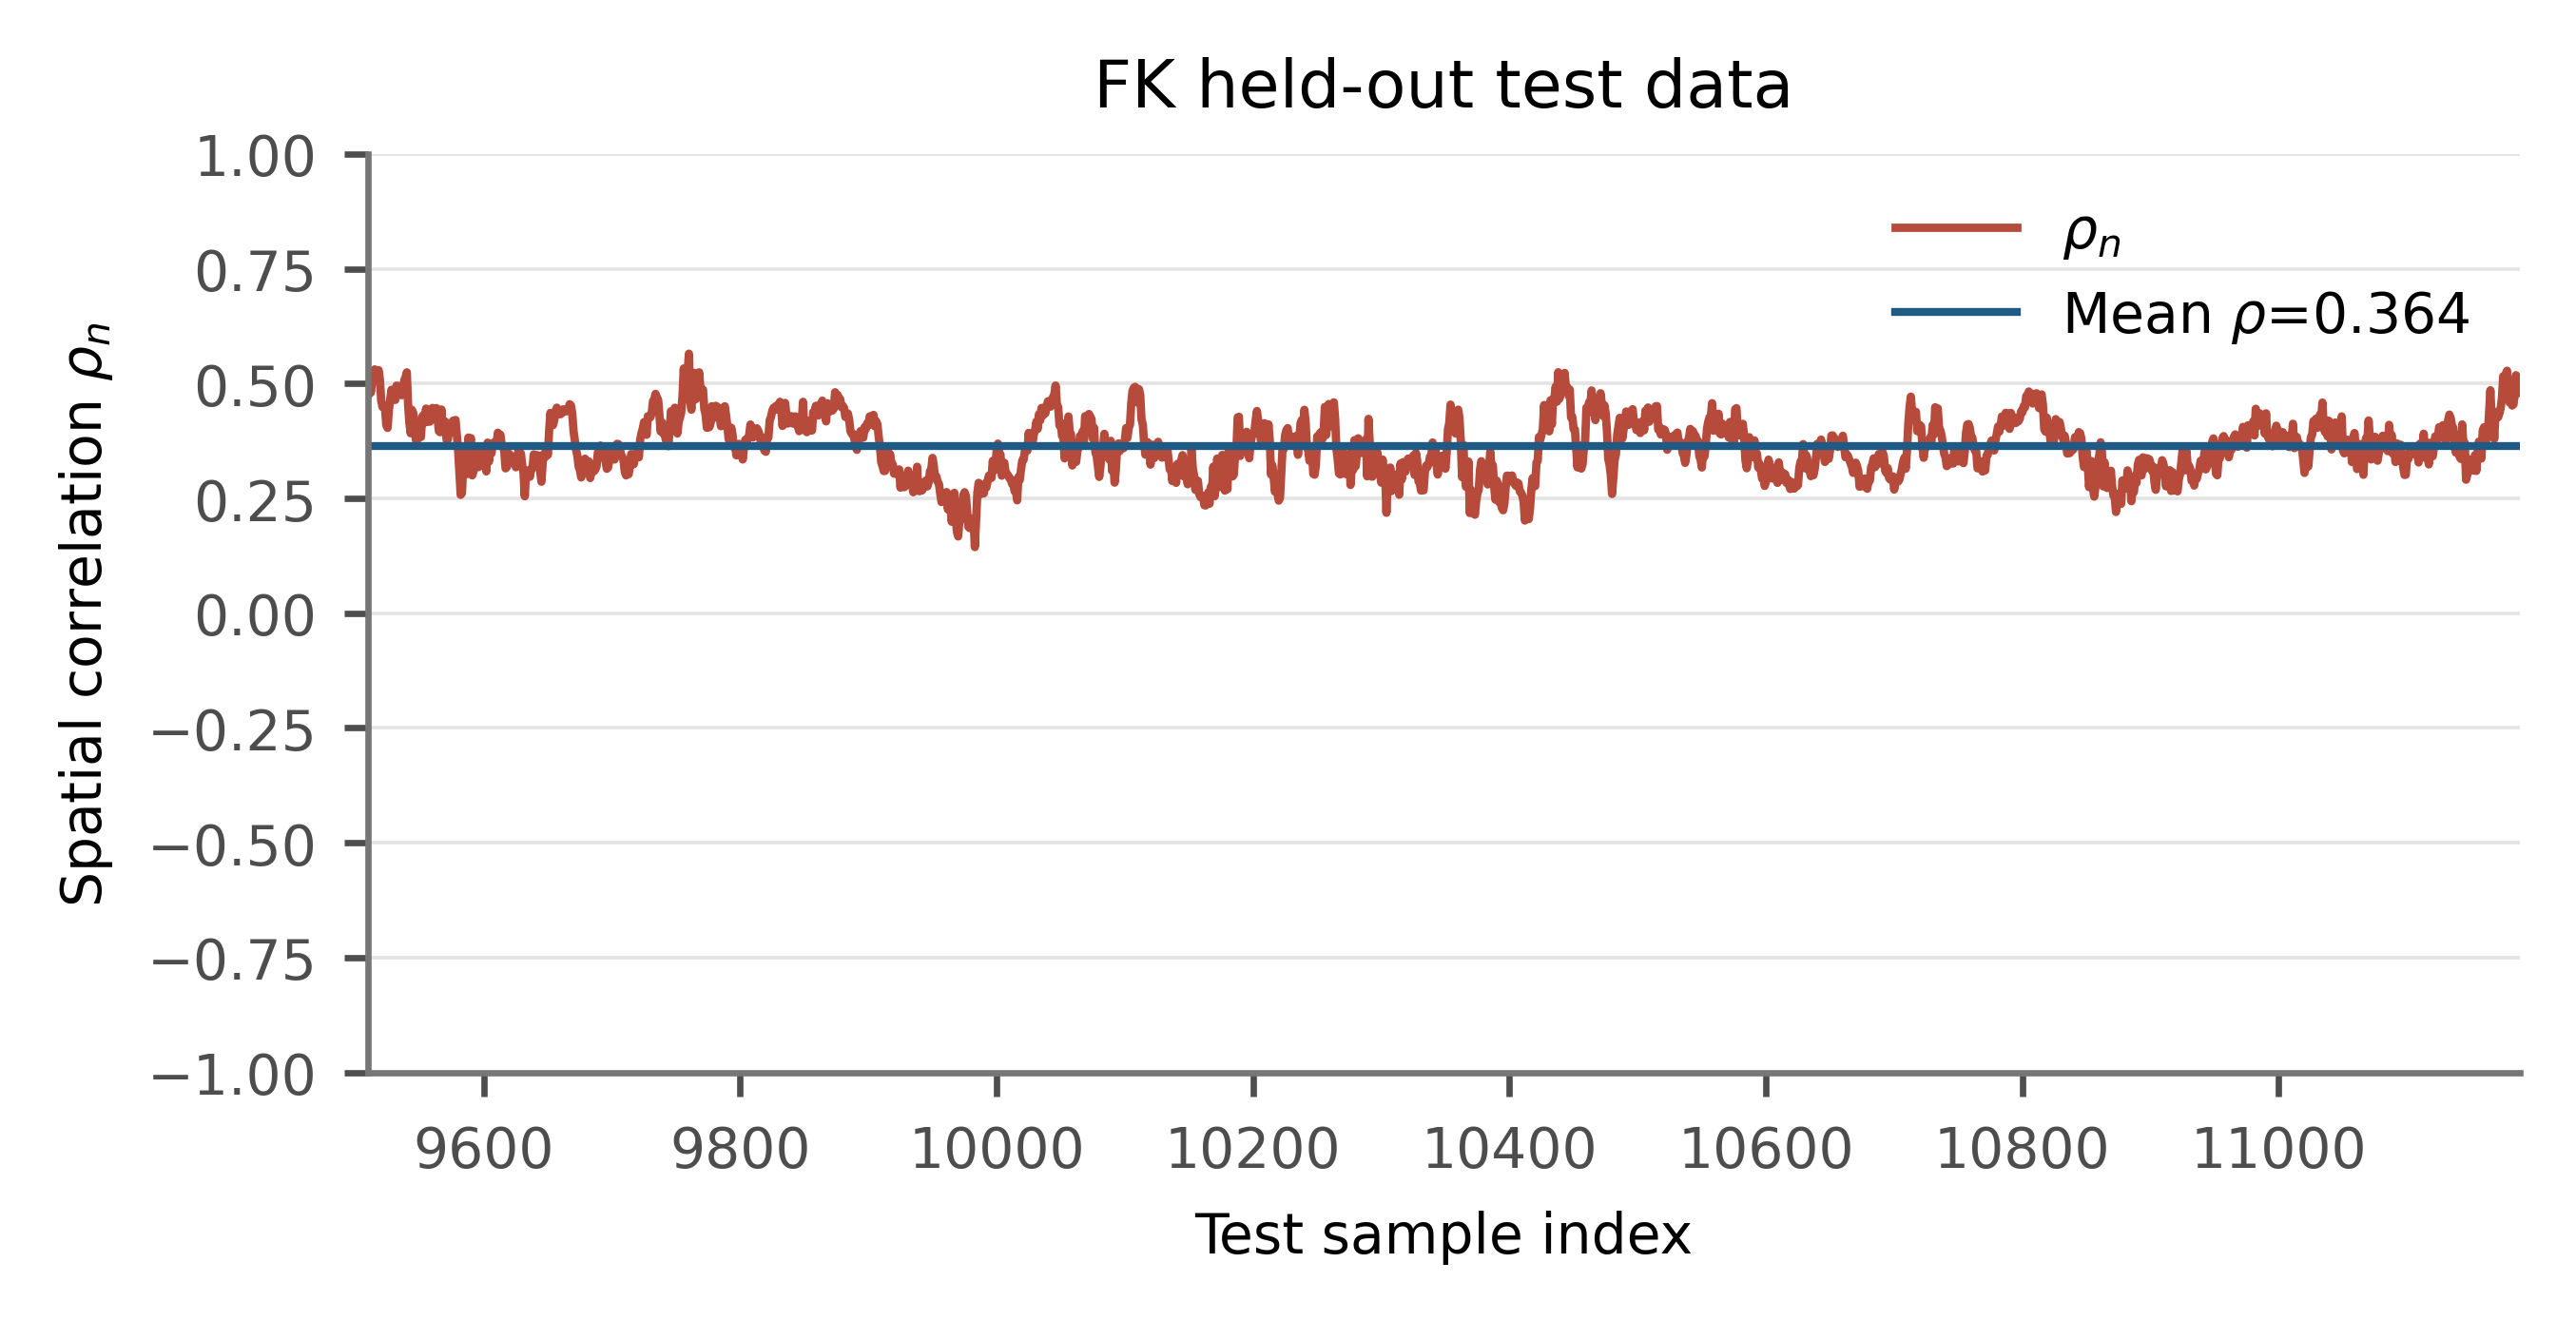 FK held-out test data
1.00
0.75
0.50
0.25
0.00
−0.25
−0.50
−0.75
−1.00
Spatial correlation ρₙ
ρₙ
Mean ρ=0.364
9600 9800 10000 10200 10400 10600 10800 11000
Test sample index